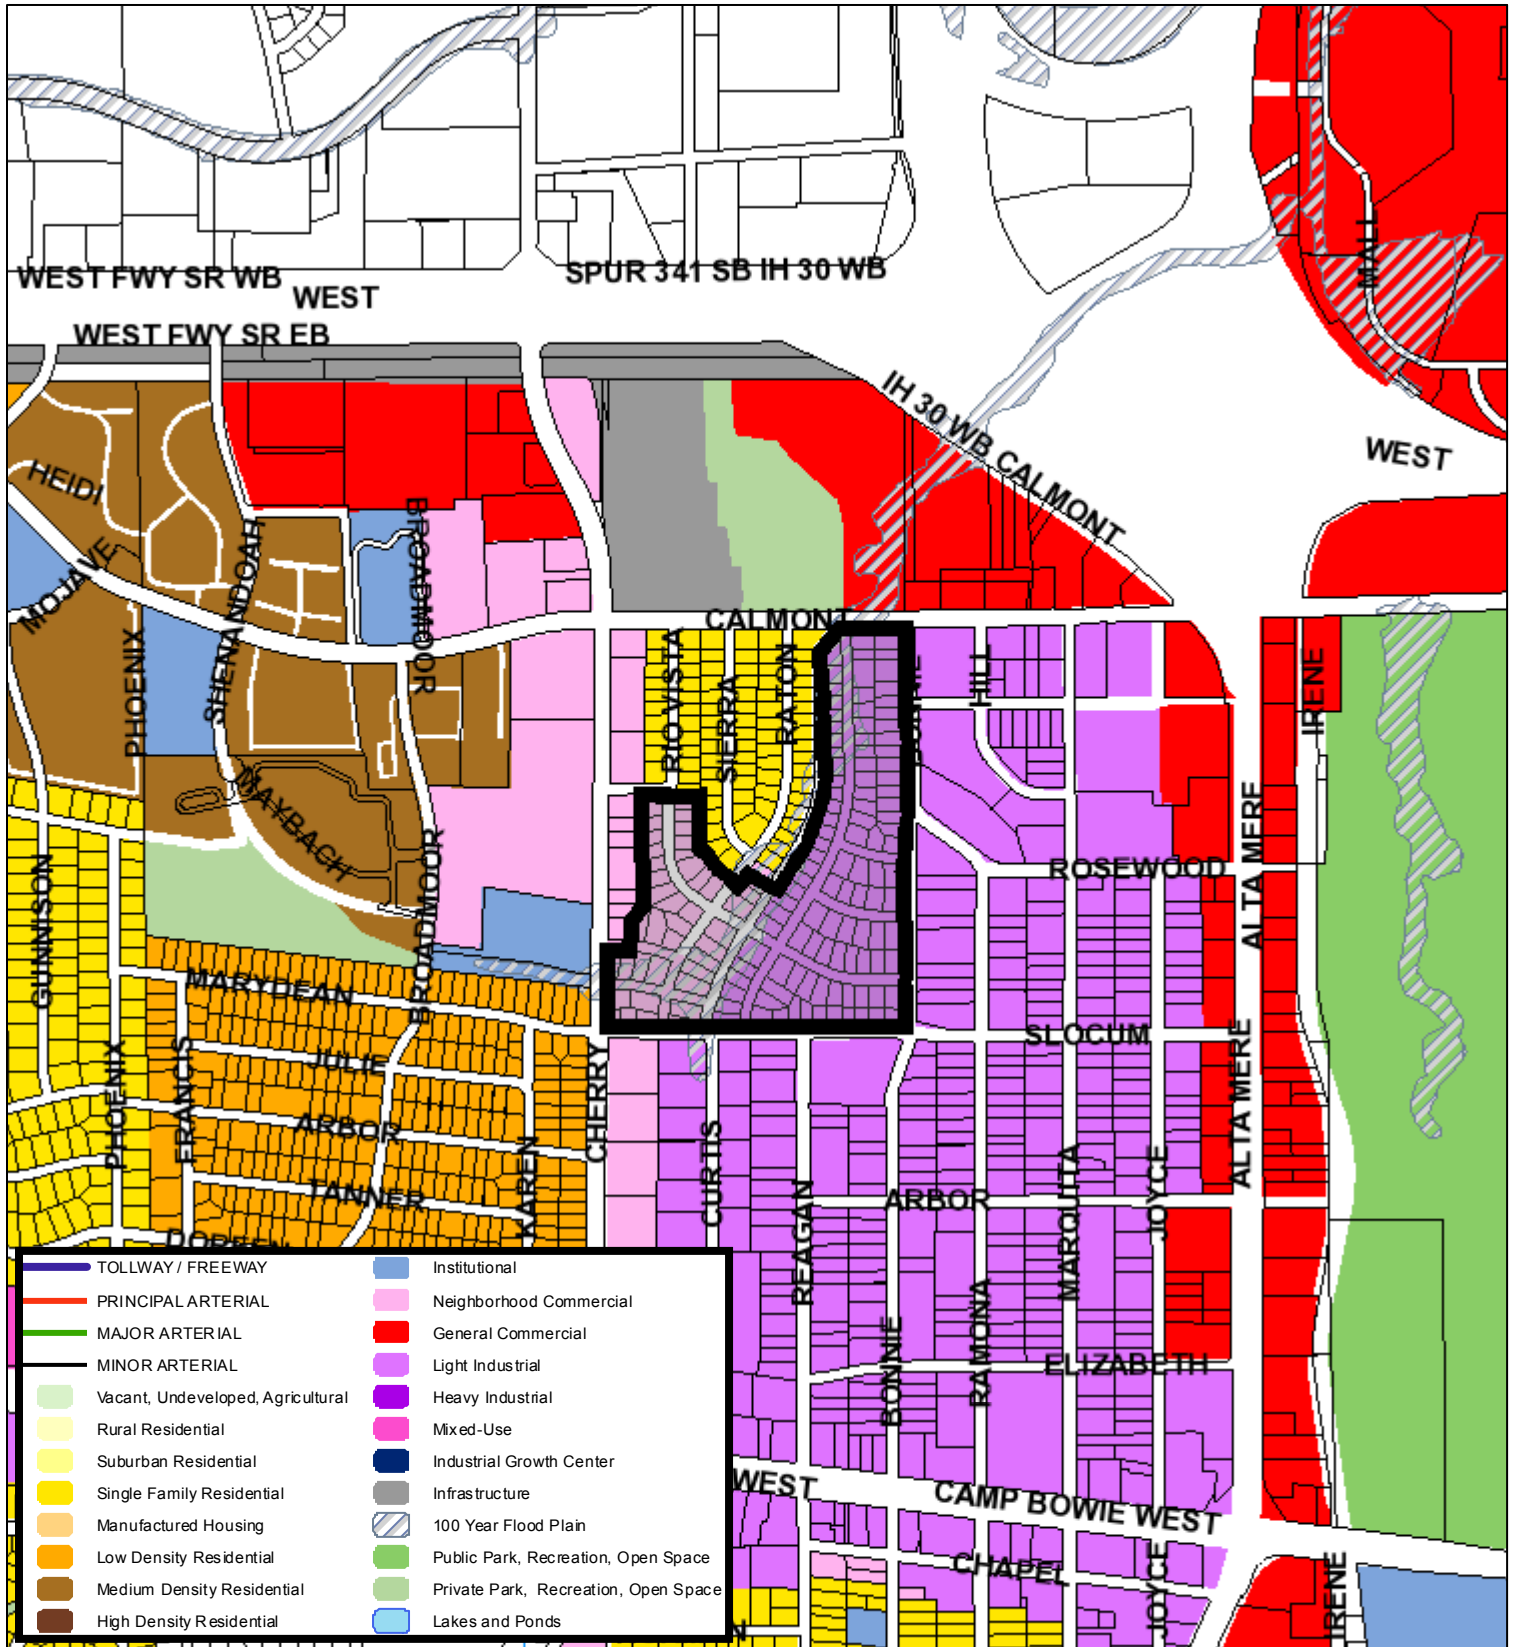 WEST FWY SR WB
WEST
SPUR 341 SB IH 30 WB
WEST FWY SR EB
MALL
IH 30 WB CALMONT
WEST
HEIDI
MOJAVE
SHENANDOAH
BROADMOOR
PHOENIX
CALMONT
RIO VISTA
SIERRA
RATON
HILL
IRENE
MAYBACH
BROADMOOR
GUNNISON
ROSEWOOD
ALTA MERE
MARYDEAN
SLOCUM
JULIE
PHOENIX
FRANCIS
CHERRY
ALTA MERE
ARBOR
KAREN
CURTIS
TANNER
REAGAN
ARBOR
MARQUITA
JOYCE
DOREEN
BONNIE
RAMONA
ELIZABETH
WEST
CAMP BOWIE WEST
CHAPEL
JOYCE
IRENE
TOLLWAY / FREEWAY
PRINCIPAL ARTERIAL
MAJOR ARTERIAL
MINOR ARTERIAL
Vacant, Undeveloped, Agricultural
Rural Residential
Suburban Residential
Single Family Residential
Manufactured Housing
Low Density Residential
Medium Density Residential
High Density Residential
Institutional
Neighborhood Commercial
General Commercial
Light Industrial
Heavy Industrial
Mixed-Use
Industrial Growth Center
Infrastructure
100 Year Flood Plain
Public Park, Recreation, Open Space
Private Park, Recreation, Open Space
Lakes and Ponds